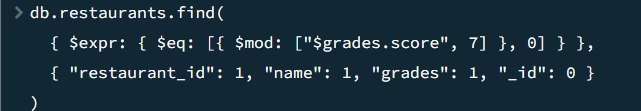 > db.restaurants.find(
{ $expr: { $eq: [{ $mod: ["$grades.score", 7] }, 0] } },
{ "restaurant_id": 1, "name": 1, "grades": 1, "_id": 0 }
)